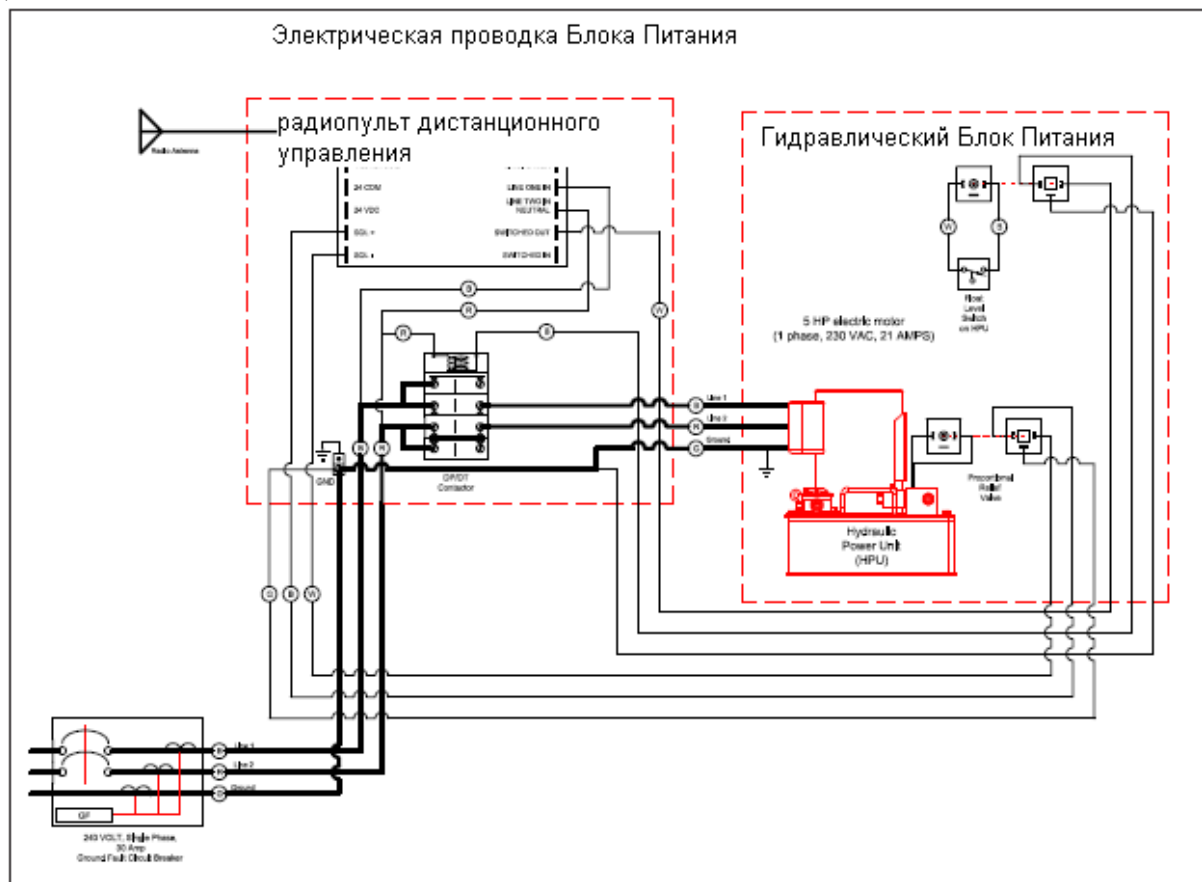 Электрическая проводка Блока Питания
радиопульт дистанционного
управления
Гидравлический Блок Питания
Radio Antenna
24 COM
24 VDC
LINE ONE IN
LINE TWO IN
NEUTRAL
SWITCHED OUT
SWITCHED IN
B
R
R
B
W
W
B
Float
Level
Switch
on HPU
5 HP electric motor
(1 phase, 230 VAC, 21 AMPS)
B
Line 1
R
Line 2
G
Ground
GND
Contactor
Proportional
Relief
Valve
Hydraulic
Power Unit
(HPU)
G
B
W
Line 1
Line 2
Ground
GF
240 VOLT, Single Phase,
30 Amp
Ground Fault Circuit Breaker